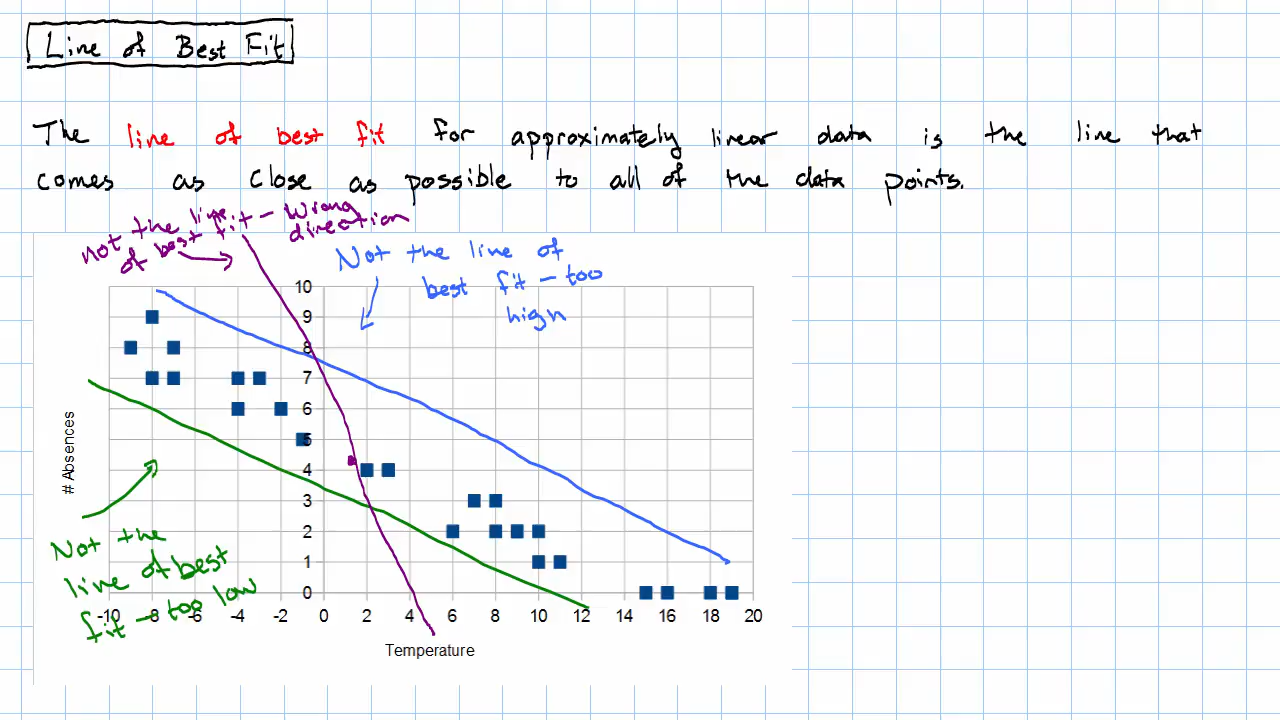 Line of Best Fit
The line of best fit for approximately linear data is the line that
comes as close as possible to all of the data points.
not the line
of best fit - wrong
direction
Not the line of
best fit - too
high
10
9
8
7
6
5
4
3
2
1
0
# Absences
Not the
line of best
fit - too low
-10 -8 -6 -4 -2 0 2 4 6 8 10 12 14 16 18 20
Temperature